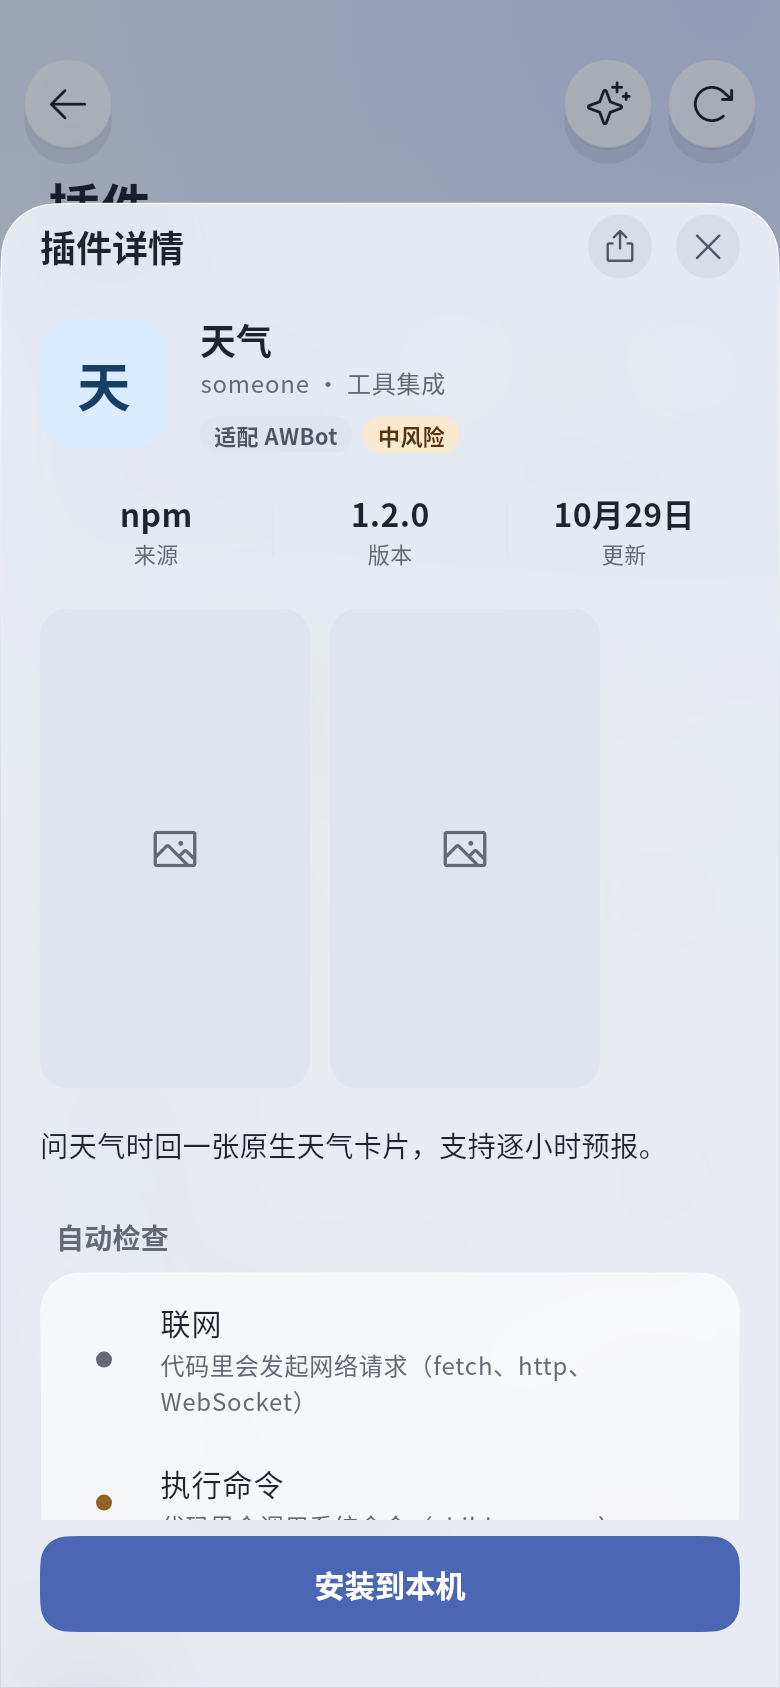 插件
插件详情
天
天气
someone · 工具集成
适配 AWBot
中风险
npm
1.2.0
10月29日
来源
版本
更新
问天气时回一张原生天气卡片，支持逐小时预报。
自动检查
联网
代码里会发起网络请求（fetch、http、
WebSocket）
执行命令
安装到本机